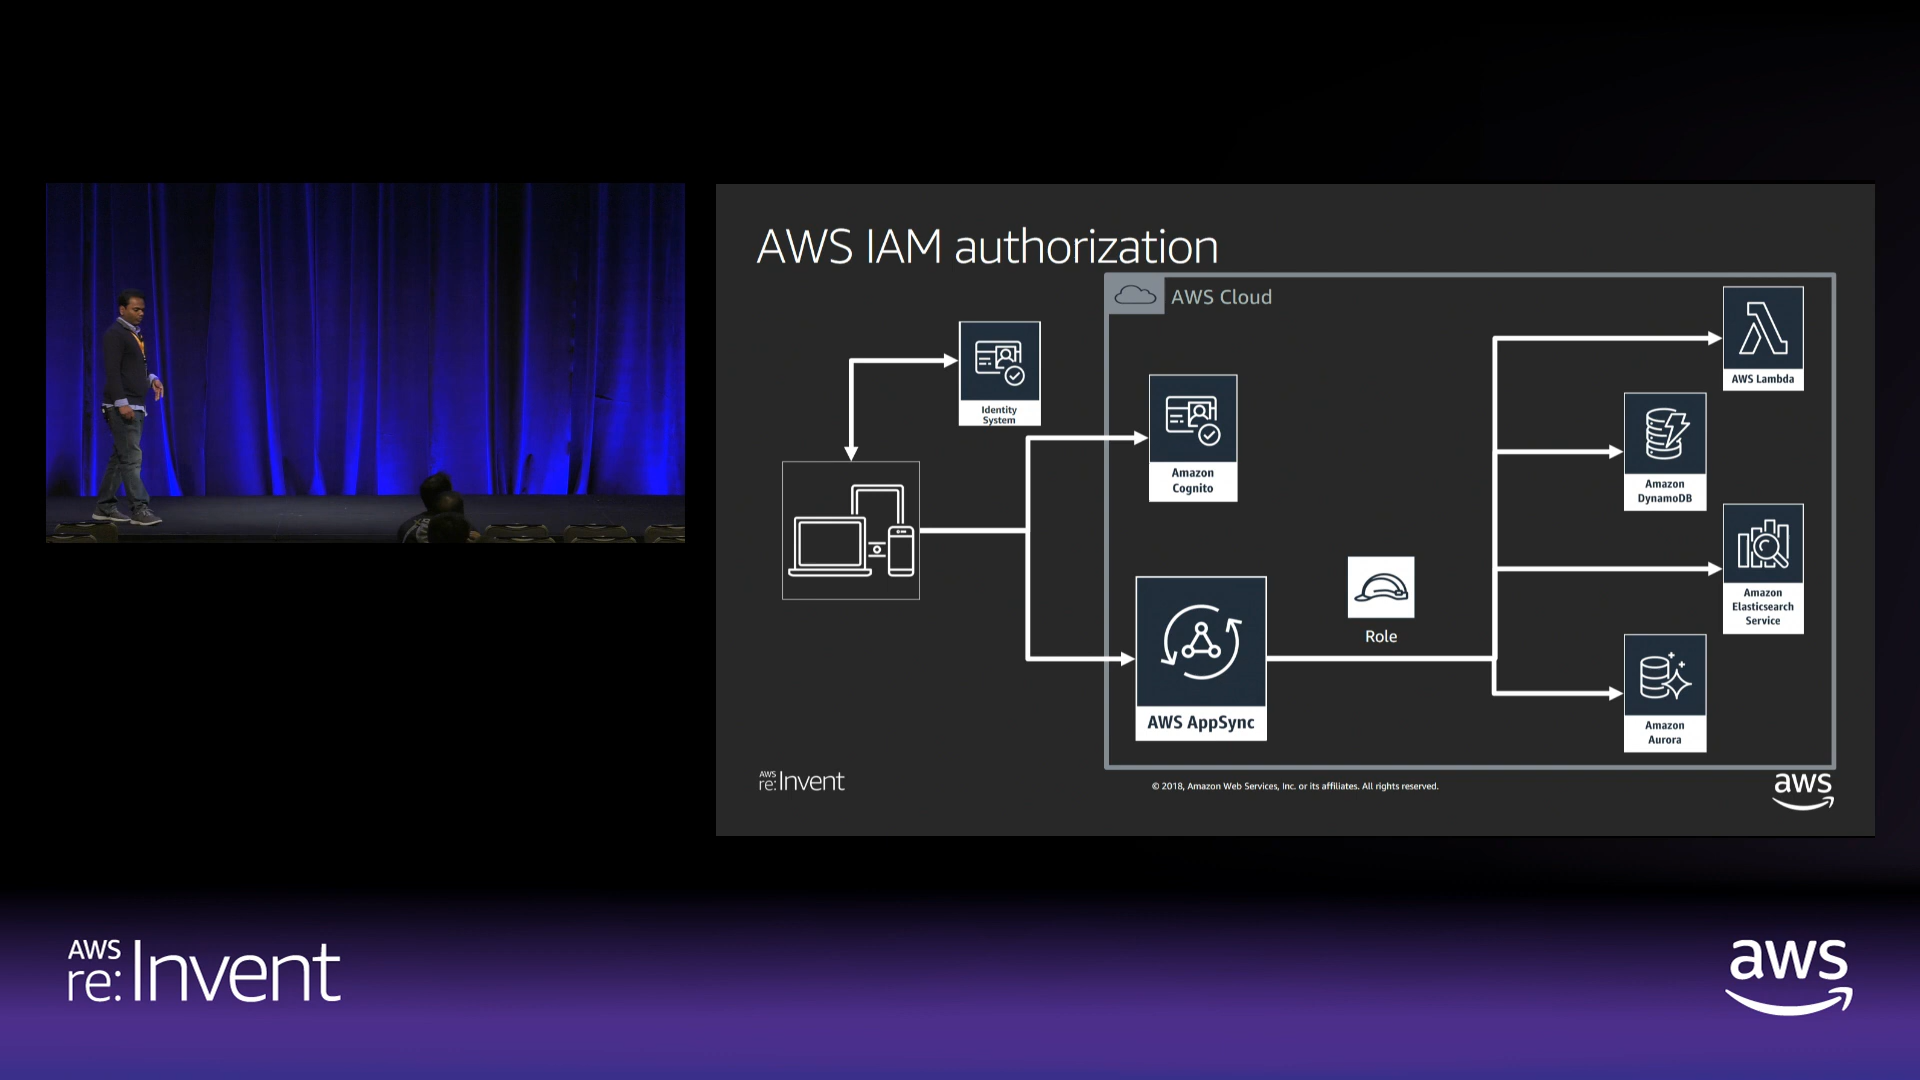 AWS IAM authorization
AWS Cloud
Identity
System
Amazon
Cognito
AWS AppSync
Role
AWS Lambda
Amazon
DynamoDB
Amazon
Elasticsearch
Service
Amazon
Aurora
AWS
re:Invent
© 2018, Amazon Web Services, Inc. or its affiliates. All rights reserved.
aws
AWS
re:Invent
aws